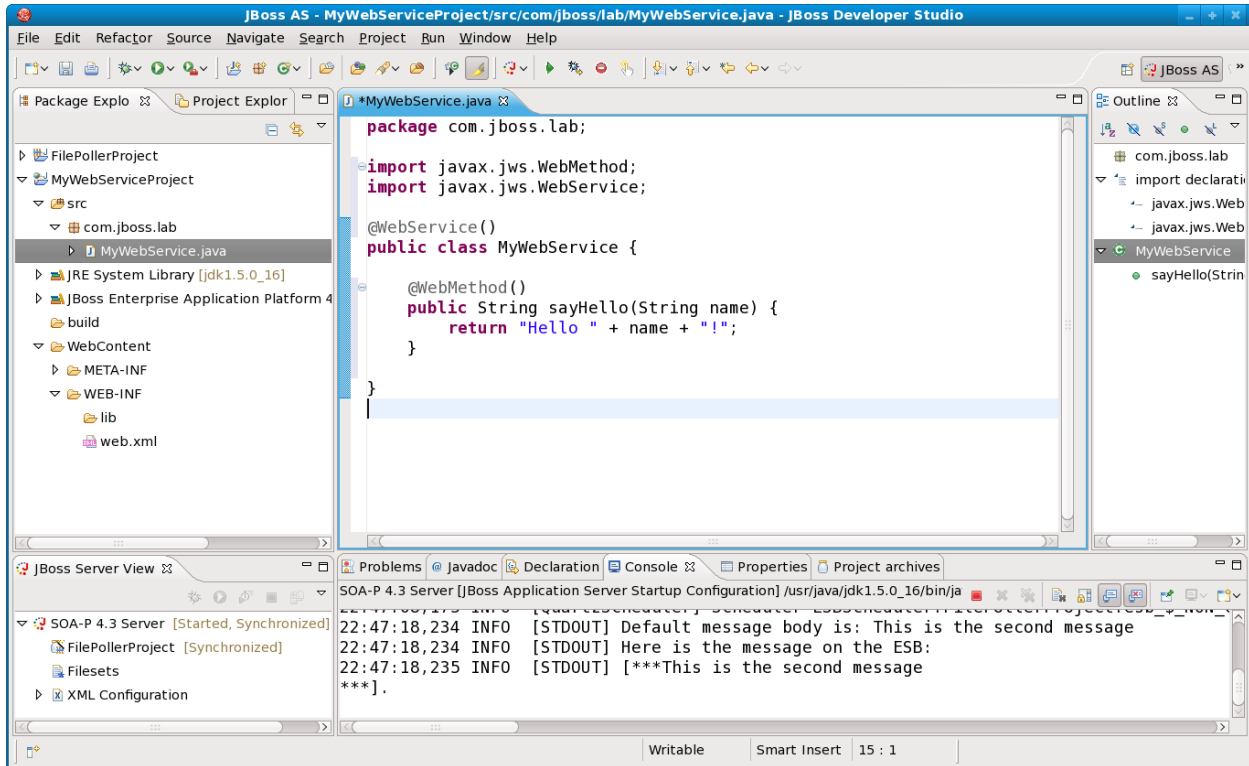 JBoss AS - MyWebServiceProject/src/com/jboss/lab/MyWebService.java - JBoss Developer Studio
File Edit Refactor Source Navigate Search Project Run Window Help
JBoss AS
Package Explo
Project Explor
FilePollerProject
MyWebServiceProject
src
com.jboss.lab
MyWebService.java
JRE System Library [jdk1.5.0_16]
JBoss Enterprise Application Platform 4
build
WebContent
META-INF
WEB-INF
lib
web.xml
*MyWebService.java
package com.jboss.lab;
import javax.jws.WebMethod;
import javax.jws.WebService;
@WebService()
public class MyWebService {
@WebMethod()
public String sayHello(String name) {
return "Hello " + name + "!";
}
}
Outline
com.jboss.lab
import declarati
javax.jws.Web
javax.jws.Web
MyWebService
sayHello(Strin
JBoss Server View
SOA-P 4.3 Server [Started, Synchronized]
FilePollerProject [Synchronized]
Filesets
XML Configuration
Problems @ Javadoc Declaration Console Properties Project archives
SOA-P 4.3 Server [JBoss Application Server Startup Configuration] /usr/java/jdk1.5.0_16/bin/ja
22:47:18,234 INFO [STDOUT] Default message body is: This is the second message
22:47:18,234 INFO [STDOUT] Here is the message on the ESB:
22:47:18,235 INFO [STDOUT] [***This is the second message
***].
Writable
Smart Insert
15 : 1